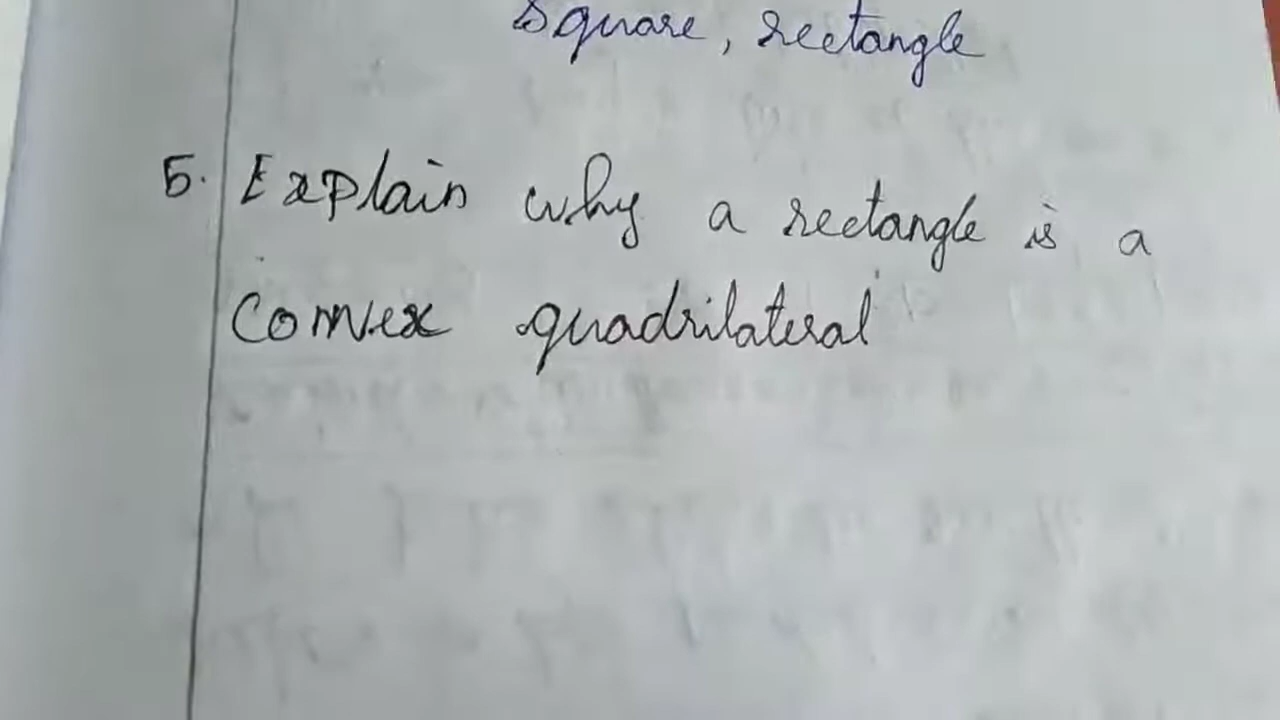 square, rectangle
5. Explain why a rectangle is a
Convex quadrilateral